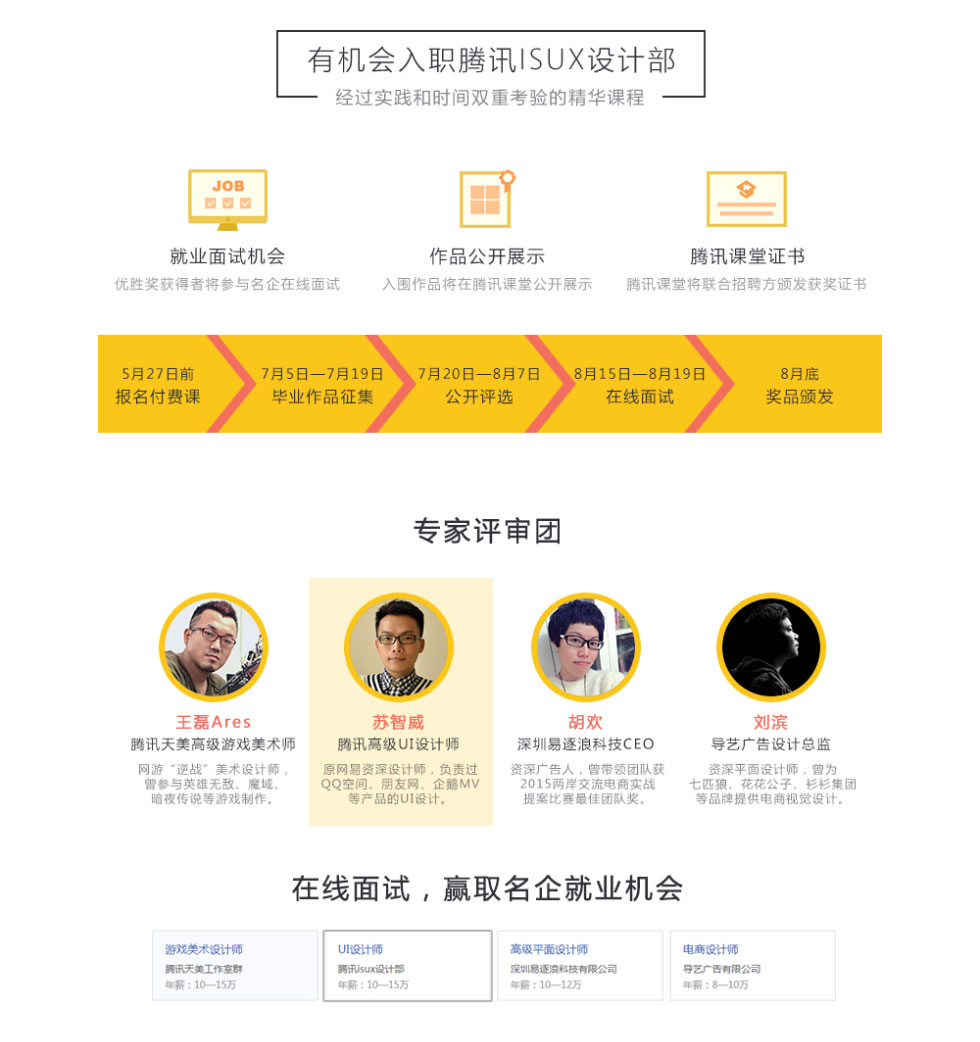 有机会入职腾讯ISUX设计部
经过实践和时间双重考验的精华课程
JOB
就业面试机会
优胜奖获得者将参与名企在线面试
作品公开展示
入围作品将在腾讯课堂公开展示
腾讯课堂证书
腾讯课堂将联合招聘方颁发获奖证书
5月27日前
报名付费课
7月5日—7月19日
毕业作品征集
7月20日—8月7日
公开评选
8月15日—8月19日
在线面试
8月底
奖品颁发
专家评审团
王磊Ares
腾讯天美高级游戏美术师
网游“逆战”美术设计师，
曾参与英雄无敌、魔域、
暗夜传说等游戏制作。
苏智威
腾讯高级UI设计师
原网易资深设计师，负责过
QQ空间、朋友网、企鹅MV
等产品的UI设计。
胡欢
深圳易逐浪科技CEO
资深广告人，曾带领团队获
2015两岸交流电商实战
提案比赛最佳团队奖。
刘滨
导艺广告设计总监
资深平面设计师，曾为
七匹狼、花花公子、衫衫集团
等品牌提供电商视觉设计。
在线面试，赢取名企就业机会
游戏美术设计师
腾讯天美工作室群
年薪：10—15万
UI设计师
腾讯isux设计部
年薪：10—15万
高级平面设计师
深圳易逐浪科技有限公司
年薪：10—12万
电商设计师
导艺广告有限公司
年薪：8—10万